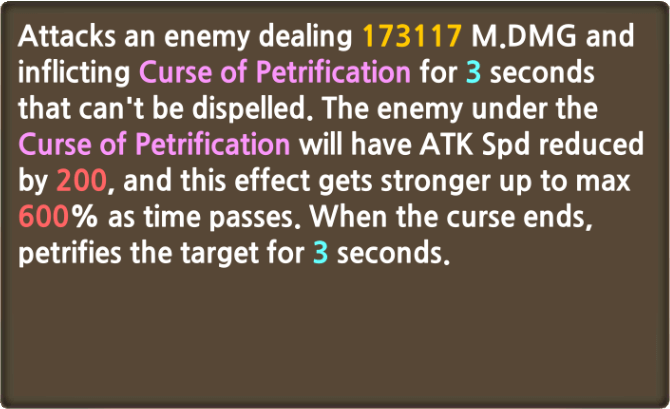 Attacks an enemy dealing 173117 M.DMG and
inflicting Curse of Petrification for 3 seconds
that can't be dispelled. The enemy under the
Curse of Petrification will have ATK Spd reduced
by 200, and this effect gets stronger up to max
600% as time passes. When the curse ends,
petrifies the target for 3 seconds.